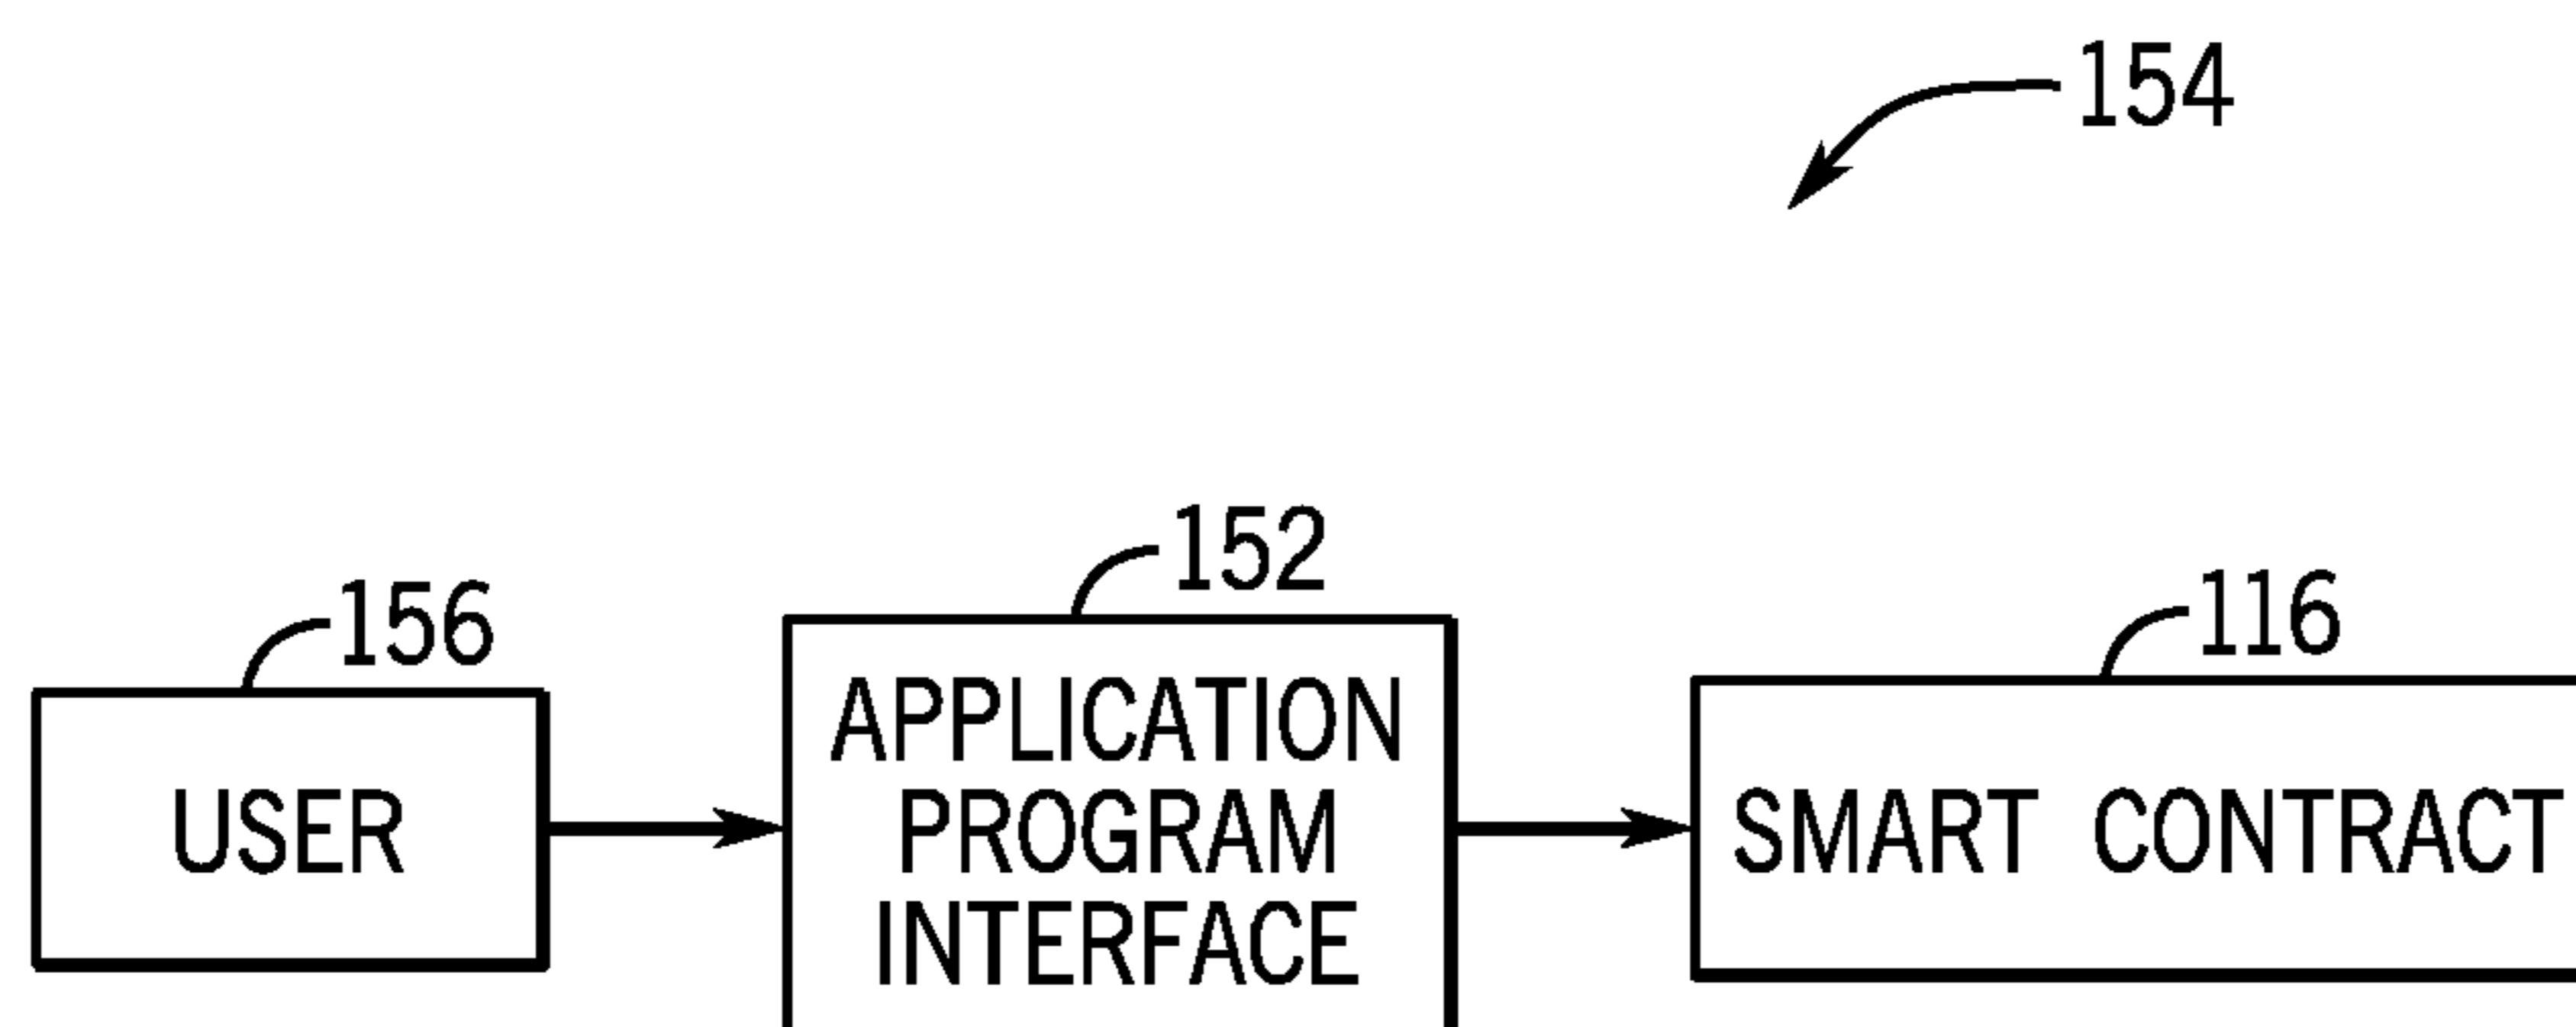 154
152
156
116
APPLICATION
PROGRAM
INTERFACE
USER
SMART CONTRACT